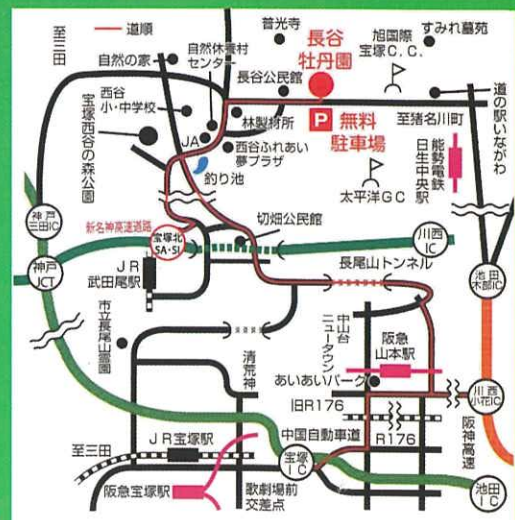 至三田
道順
普光寺
長谷
牡丹園
旭国際
宝塚C.C.
すみれ墓苑
自然の家
自然休養村
センター
長谷公民館
西谷
小・中学校
宝塚西谷の森公園
林製材所
JA
西谷ふれあい
夢プラザ
釣り池
P 無料
駐車場
至猪名川町
道の駅いながわ
能勢電鉄
日生中央駅
太平洋GC
神戸
三田IC
新名神高速道路
宝塚北
SA・SI
切畑公民館
川西
IC
神戸
JCT
JR
武田尾駅
長尾山トンネル
池田
木部IC
市立長尾山霊園
中山台
ニュータウン
阪急
山本駅
清荒神
あいあいパーク
旧R176
川西
小花IC
阪神高速
R176
中国自動車道
至三田
JR宝塚駅
宝塚
IC
阪急宝塚駅
歌劇場前
交差点
池田
IC